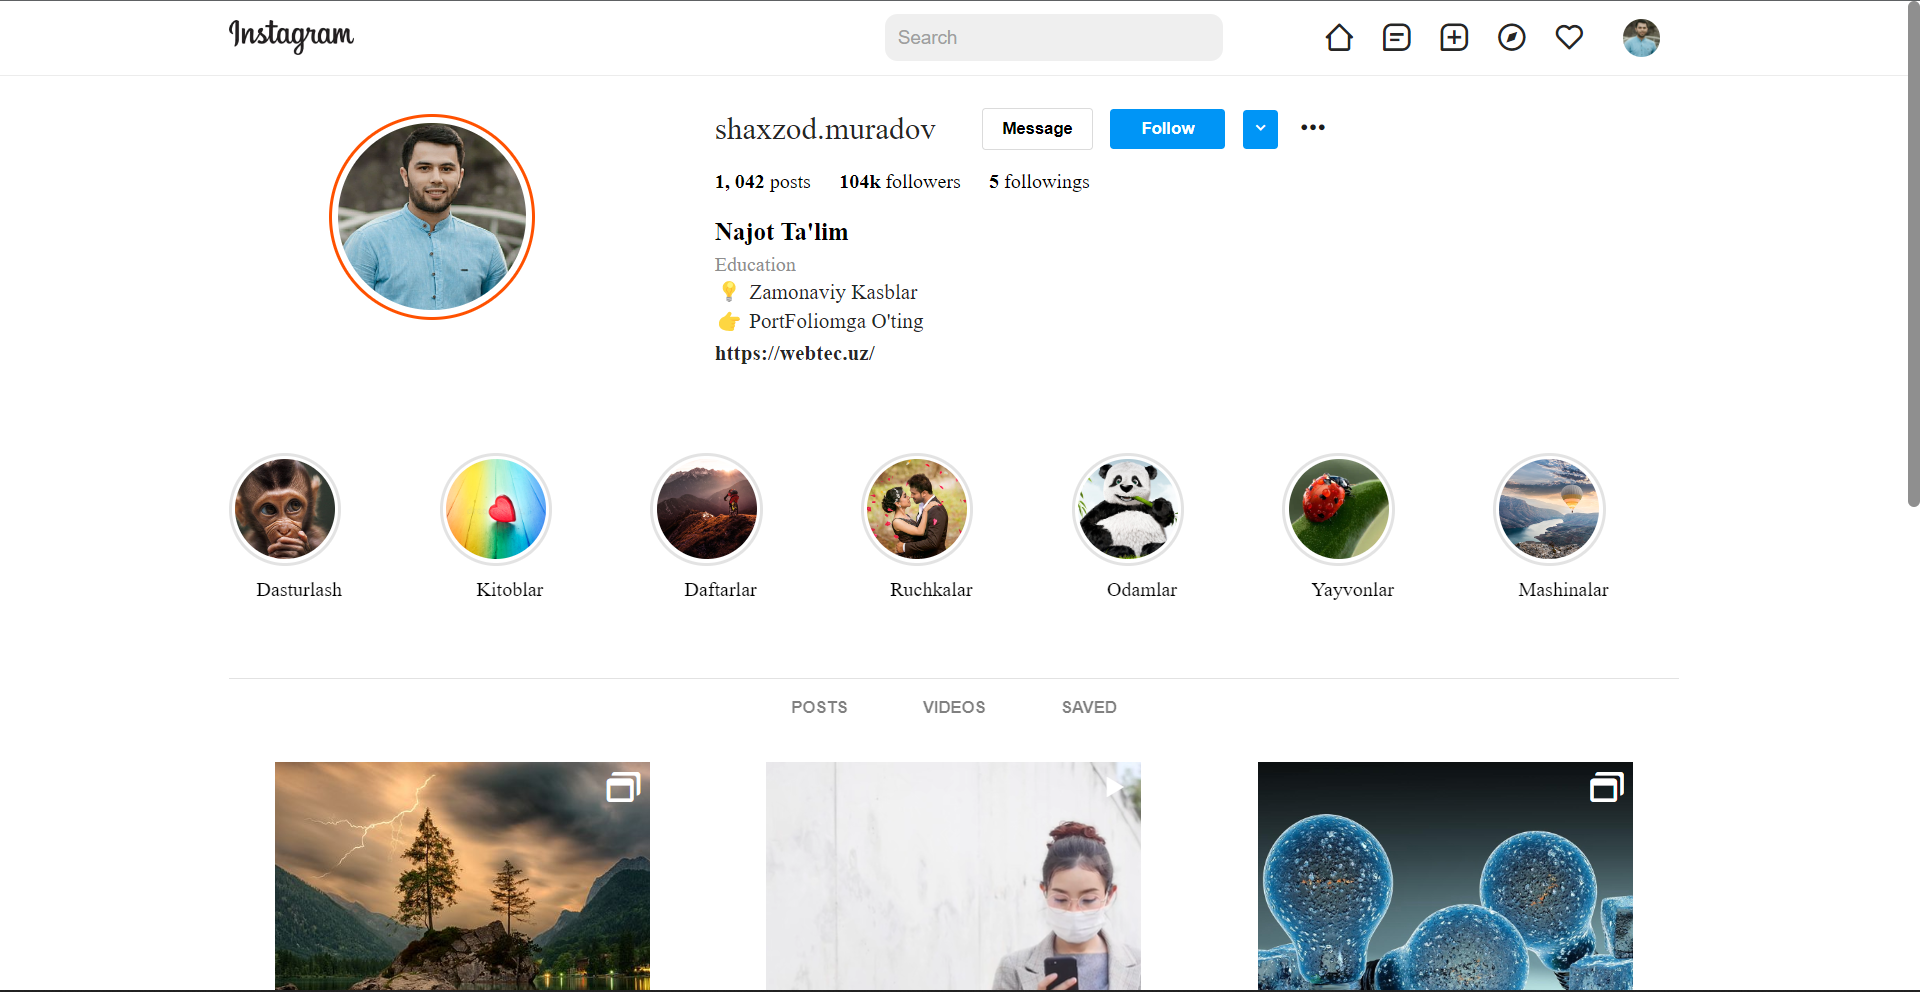 Instagram
Search
shaxzod.muradov Message Follow
1, 042 posts 104k followers 5 followings
Najot Ta'lim
Education
💡 Zamonaviy Kasblar
👉 PortFoliomga O'ting
https://webtec.uz/
Dasturlash Kitoblar Daftarlar Ruchkalar Odamlar Yayvonlar Mashinalar
POSTS VIDEOS SAVED